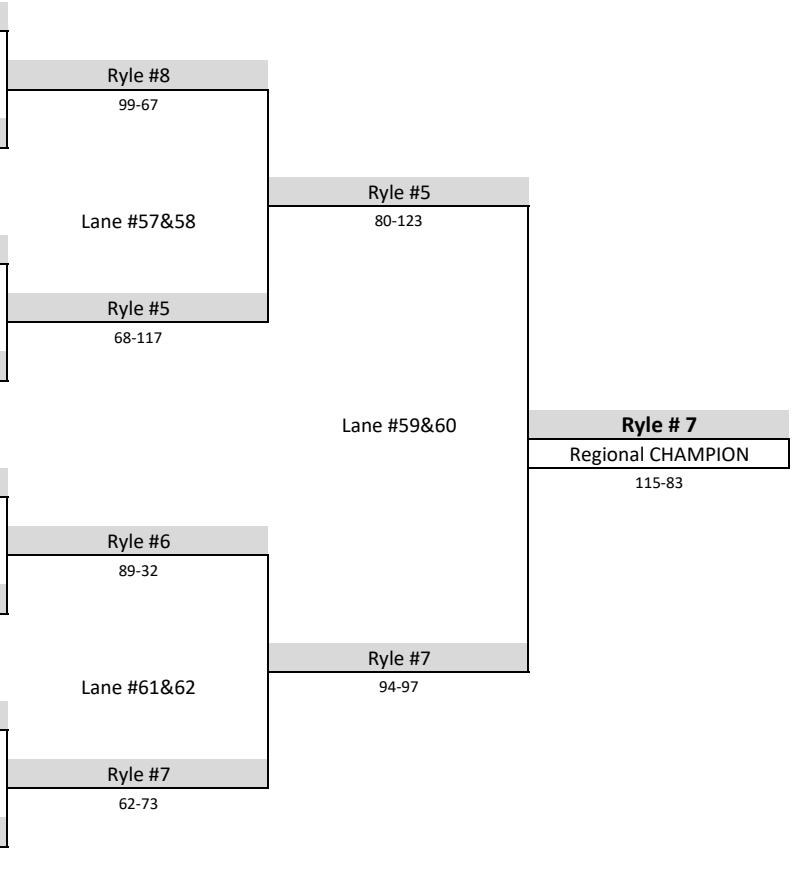 Ryle #8
99-67
Ryle #5
Lane #57&58
80-123
Ryle #5
68-117
Lane #59&60
Ryle # 7
Regional CHAMPION
115-83
Ryle #6
89-32
Ryle #7
Lane #61&62
94-97
Ryle #7
62-73